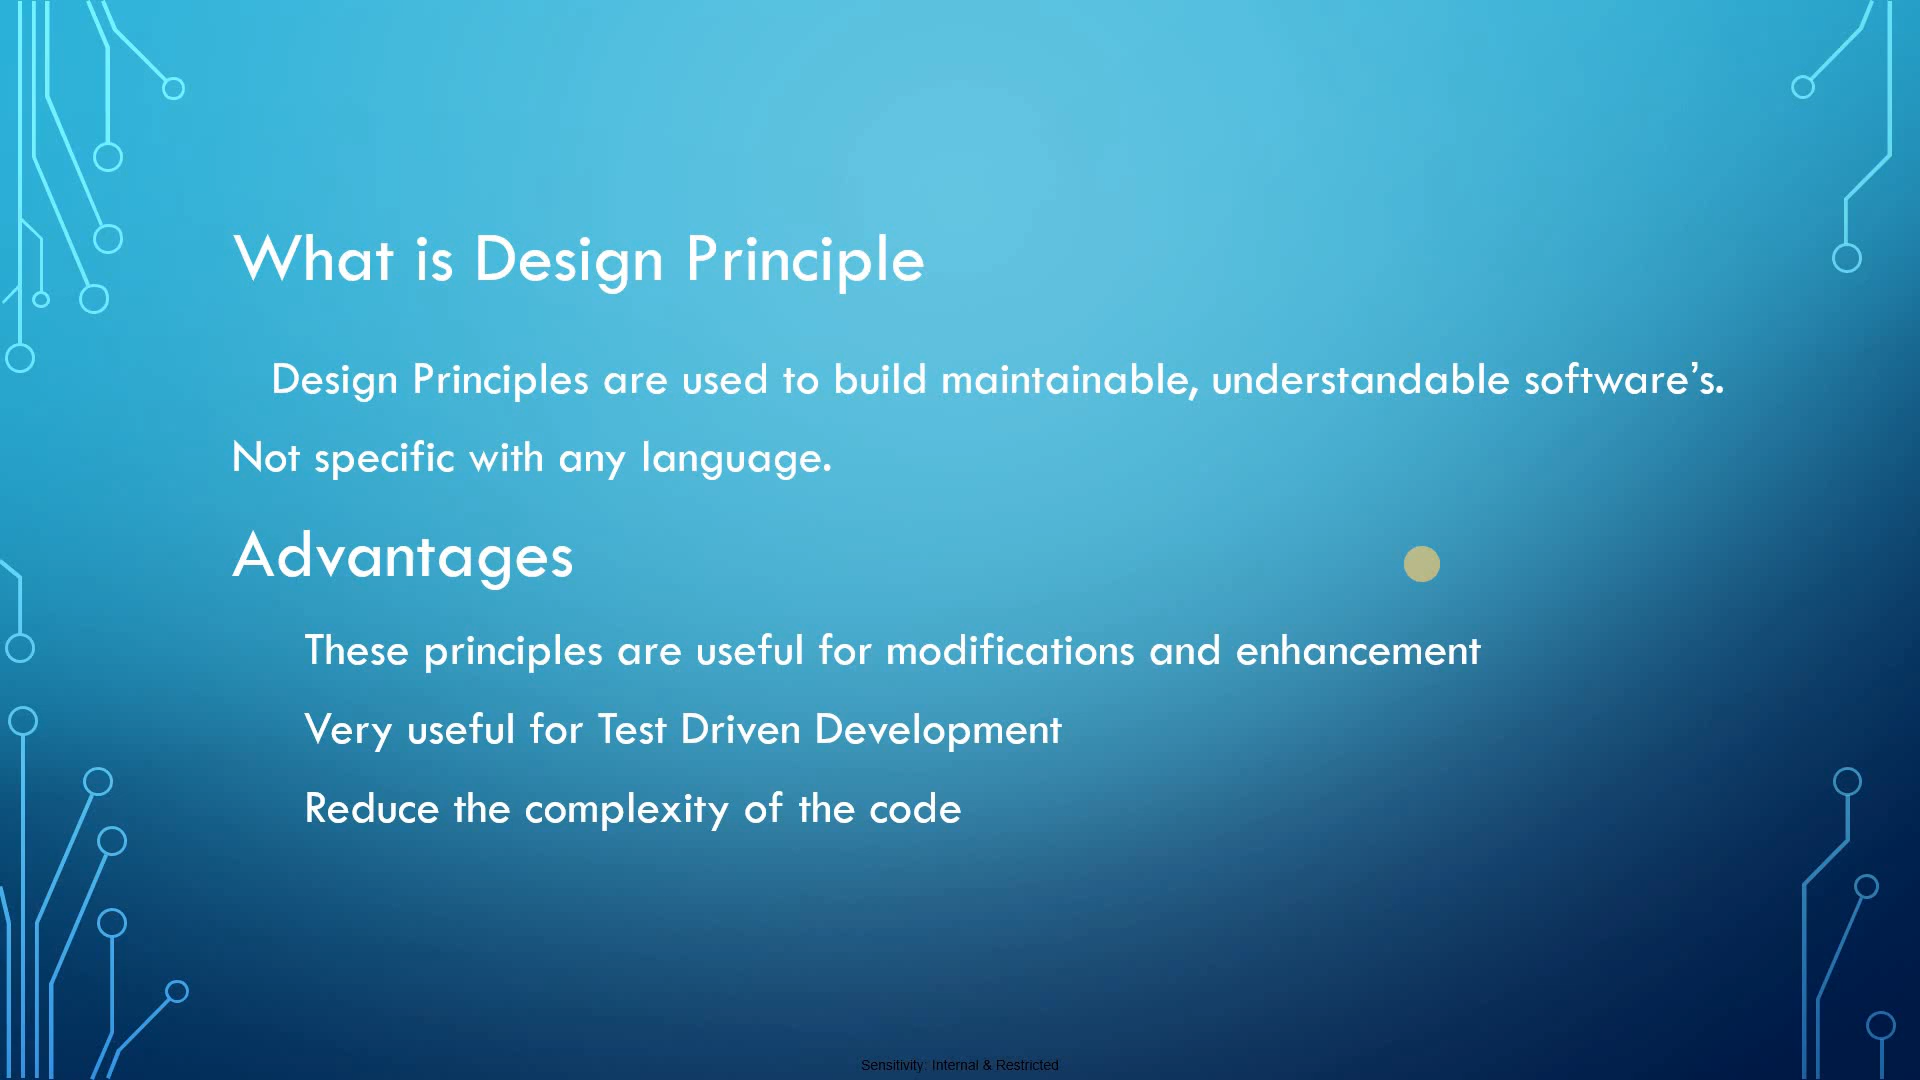 What is Design Principle
Design Principles are used to build maintainable, understandable software’s.
Not specific with any language.
Advantages
These principles are useful for modifications and enhancement
Very useful for Test Driven Development
Reduce the complexity of the code
Sensitivity: Internal & Restricted